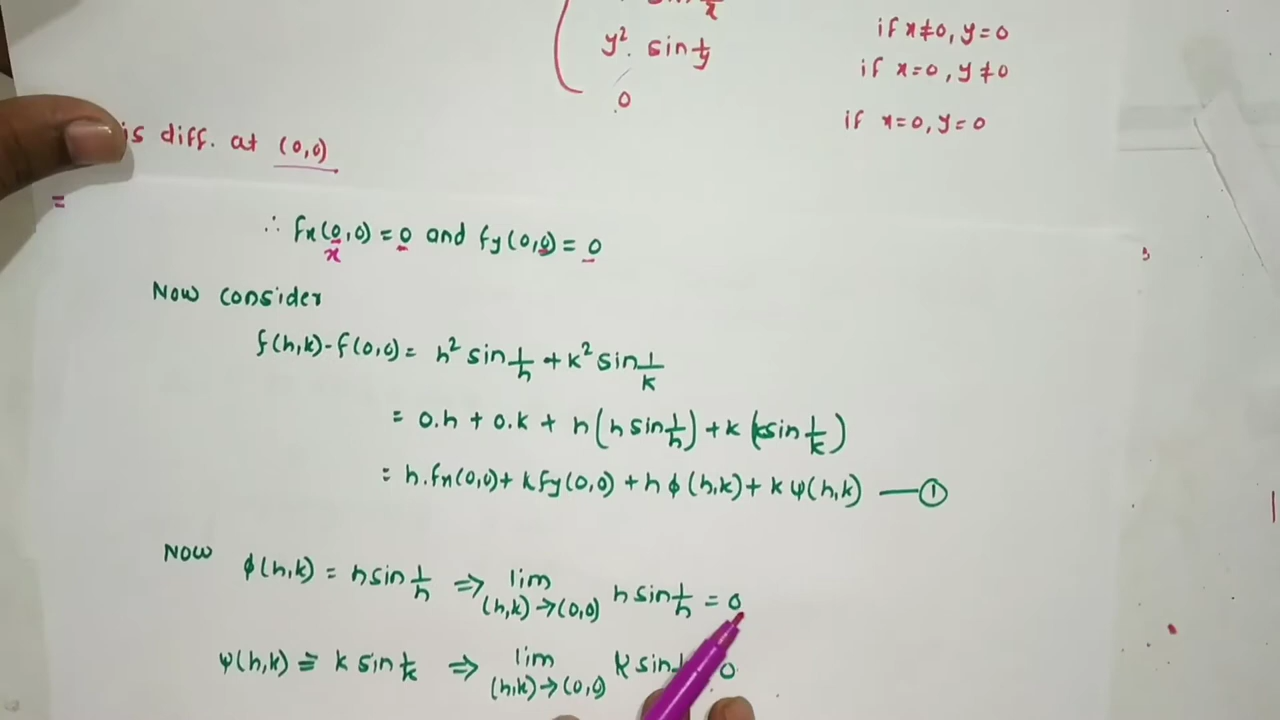 if x≠0, y=0
y². sin 1/y
if x=0, y≠0
0
if x=0, y=0
is diff. at (0,0)
=
∴ fx(0,0) = 0 and fy(0,0) = 0
x
Now consider
f(h,k)-f(0,0) = h² sin 1/h + k² sin 1/k
= 0.h + 0.k + h(h sin 1/h) + k(k sin 1/k)
= h.fx(0,0) + k fy(0,0) + h ϕ(h,k) + k ψ(h,k) — ①
Now ϕ(h,k) = h sin 1/h ⇒ lim (h,k)→(0,0) h sin 1/h = 0
ψ(h,k) = k sin 1/k ⇒ lim (h,k)→(0,0) k sin 0